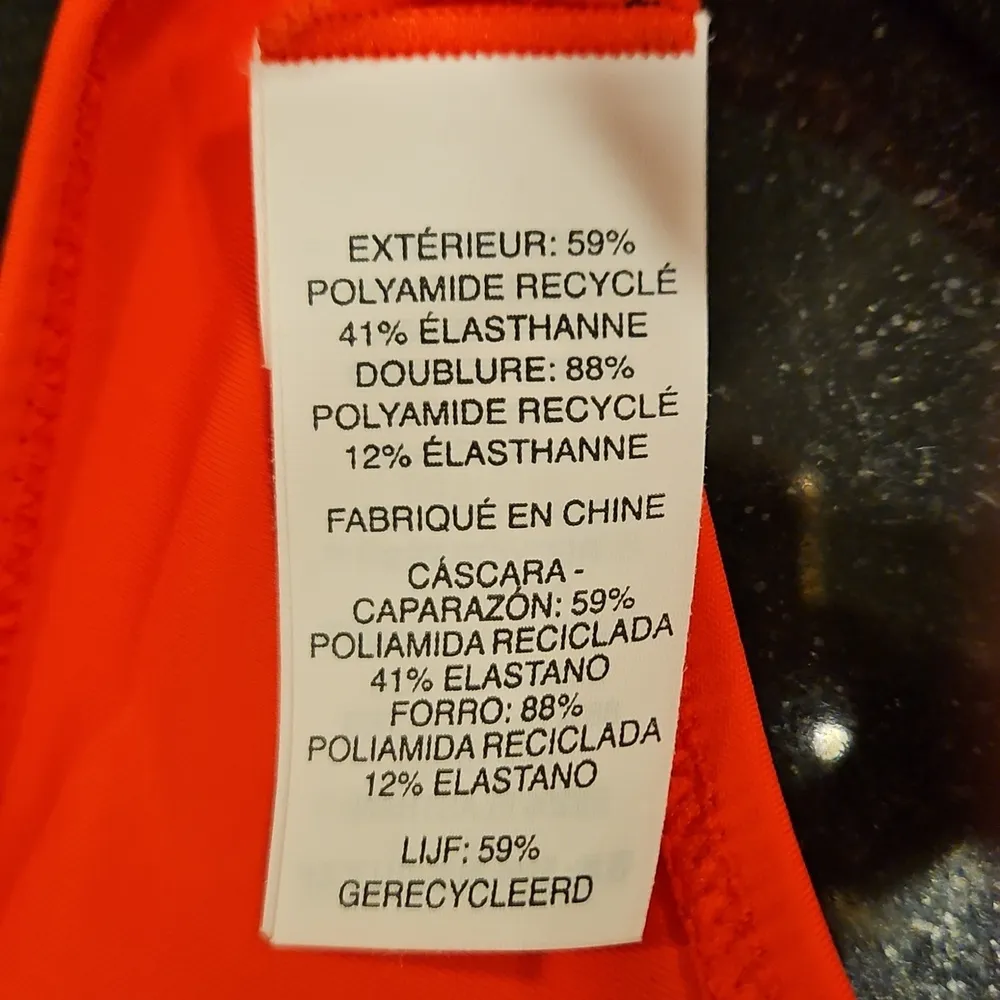 EXTÉRIEUR: 59%
POLYAMIDE RECYCLÉ
41% ÉLASTHANNE
DOUBLURE: 88%
POLYAMIDE RECYCLÉ
12% ÉLASTHANNE
FABRIQUÉ EN CHINE
CÁSCARA -
CAPARAZÓN: 59%
POLIAMIDA RECICLADA
41% ELASTANO
FORRO: 88%
POLIAMIDA RECICLADA
12% ELASTANO
LIJF: 59%
GERECYCLEERD